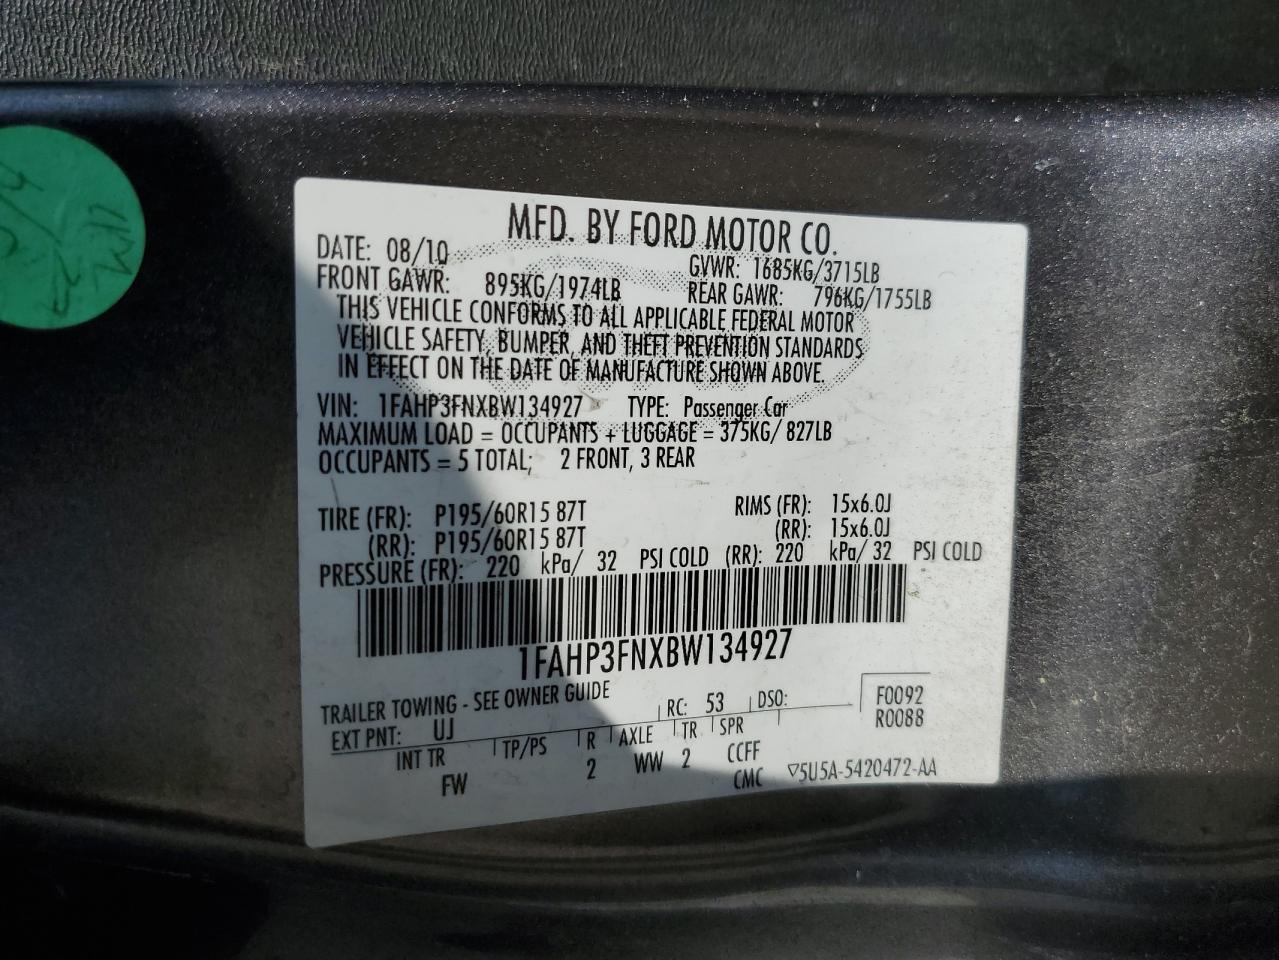 MFD. BY FORD MOTOR CO.
DATE: 08/10 GVWR: 1685KG/3715LB
FRONT GAWR: 895KG/1974LB REAR GAWR: 796KG/1755LB
THIS VEHICLE CONFORMS TO ALL APPLICABLE FEDERAL MOTOR
VEHICLE SAFETY, BUMPER, AND THEFT PREVENTION STANDARDS
IN EFFECT ON THE DATE OF MANUFACTURE SHOWN ABOVE.
VIN: 1FAHP3FNXBW134927 TYPE: Passenger Car
MAXIMUM LOAD = OCCUPANTS + LUGGAGE = 375KG/ 827LB
OCCUPANTS = 5 TOTAL; 2 FRONT, 3 REAR
TIRE (FR): P195/60R15 87T RIMS (FR): 15x6.0J
(RR): P195/60R15 87T (RR): 15x6.0J
PRESSURE (FR): 220 kPa/ 32 PSI COLD (RR): 220 kPa/ 32 PSI COLD
1FAHP3FNXBW134927
TRAILER TOWING - SEE OWNER GUIDE
EXT PNT: UJ RC: 53 DSO: F0092
R0088
INT TR TP/PS R AXLE TR SPR
FW 2 WW 2 CCFF
CMC ▽5U5A-5420472-AA